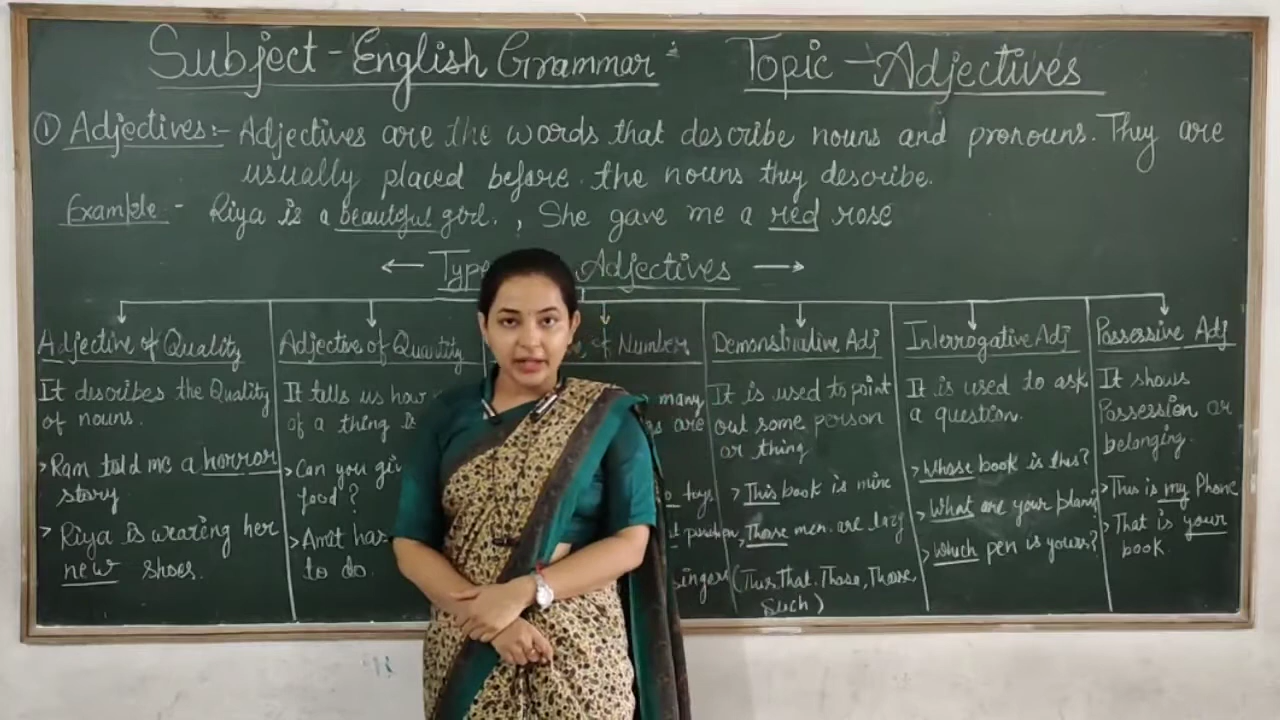 Subject - English Grammar : Topic - Adjectives
① Adjectives:- Adjectives are the words that describe nouns and pronouns. They are
usually placed before the nouns they describe.
Example:- Riya is a beautiful girl. , She gave me a red rose
← Type Adjectives →
Adjective of Quality
It describes the Quality
of nouns.
> Ram told me a horror
story
> Riya is wearing her
new shoes.
Adjective of Quantity
It tells us how
of a thing is
> Can you giv
food?
> Amit has
to do.
of Number
many
are
toys
singers
Demonstrative Adj
It is used to point
out some person
or thing
> This book is mine
> Those men are lazy
(This, That, These, Those,
Such)
Interrogative Adj
It is used to ask
a question.
> Whose book is this?
> What are your plans
> Which pen is yours?
Possessive Adj
It shows
Possession or
belonging.
> This is my Phone
> That is your
book.